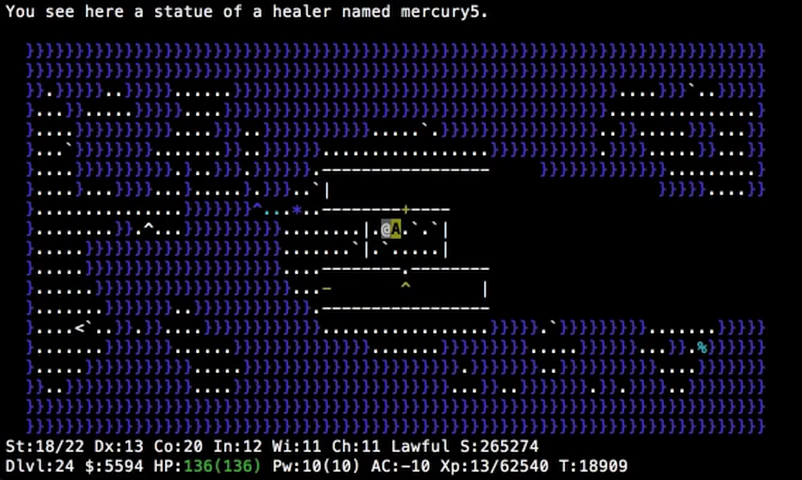 You see here a statue of a healer named mercury5.
St:18/22 Dx:13 Co:20 In:12 Wi:11 Ch:11 Lawful S:265274
Dlvl:24 $:5594 HP:136(136) Pw:10(10) AC:-10 Xp:13/62540 T:18909